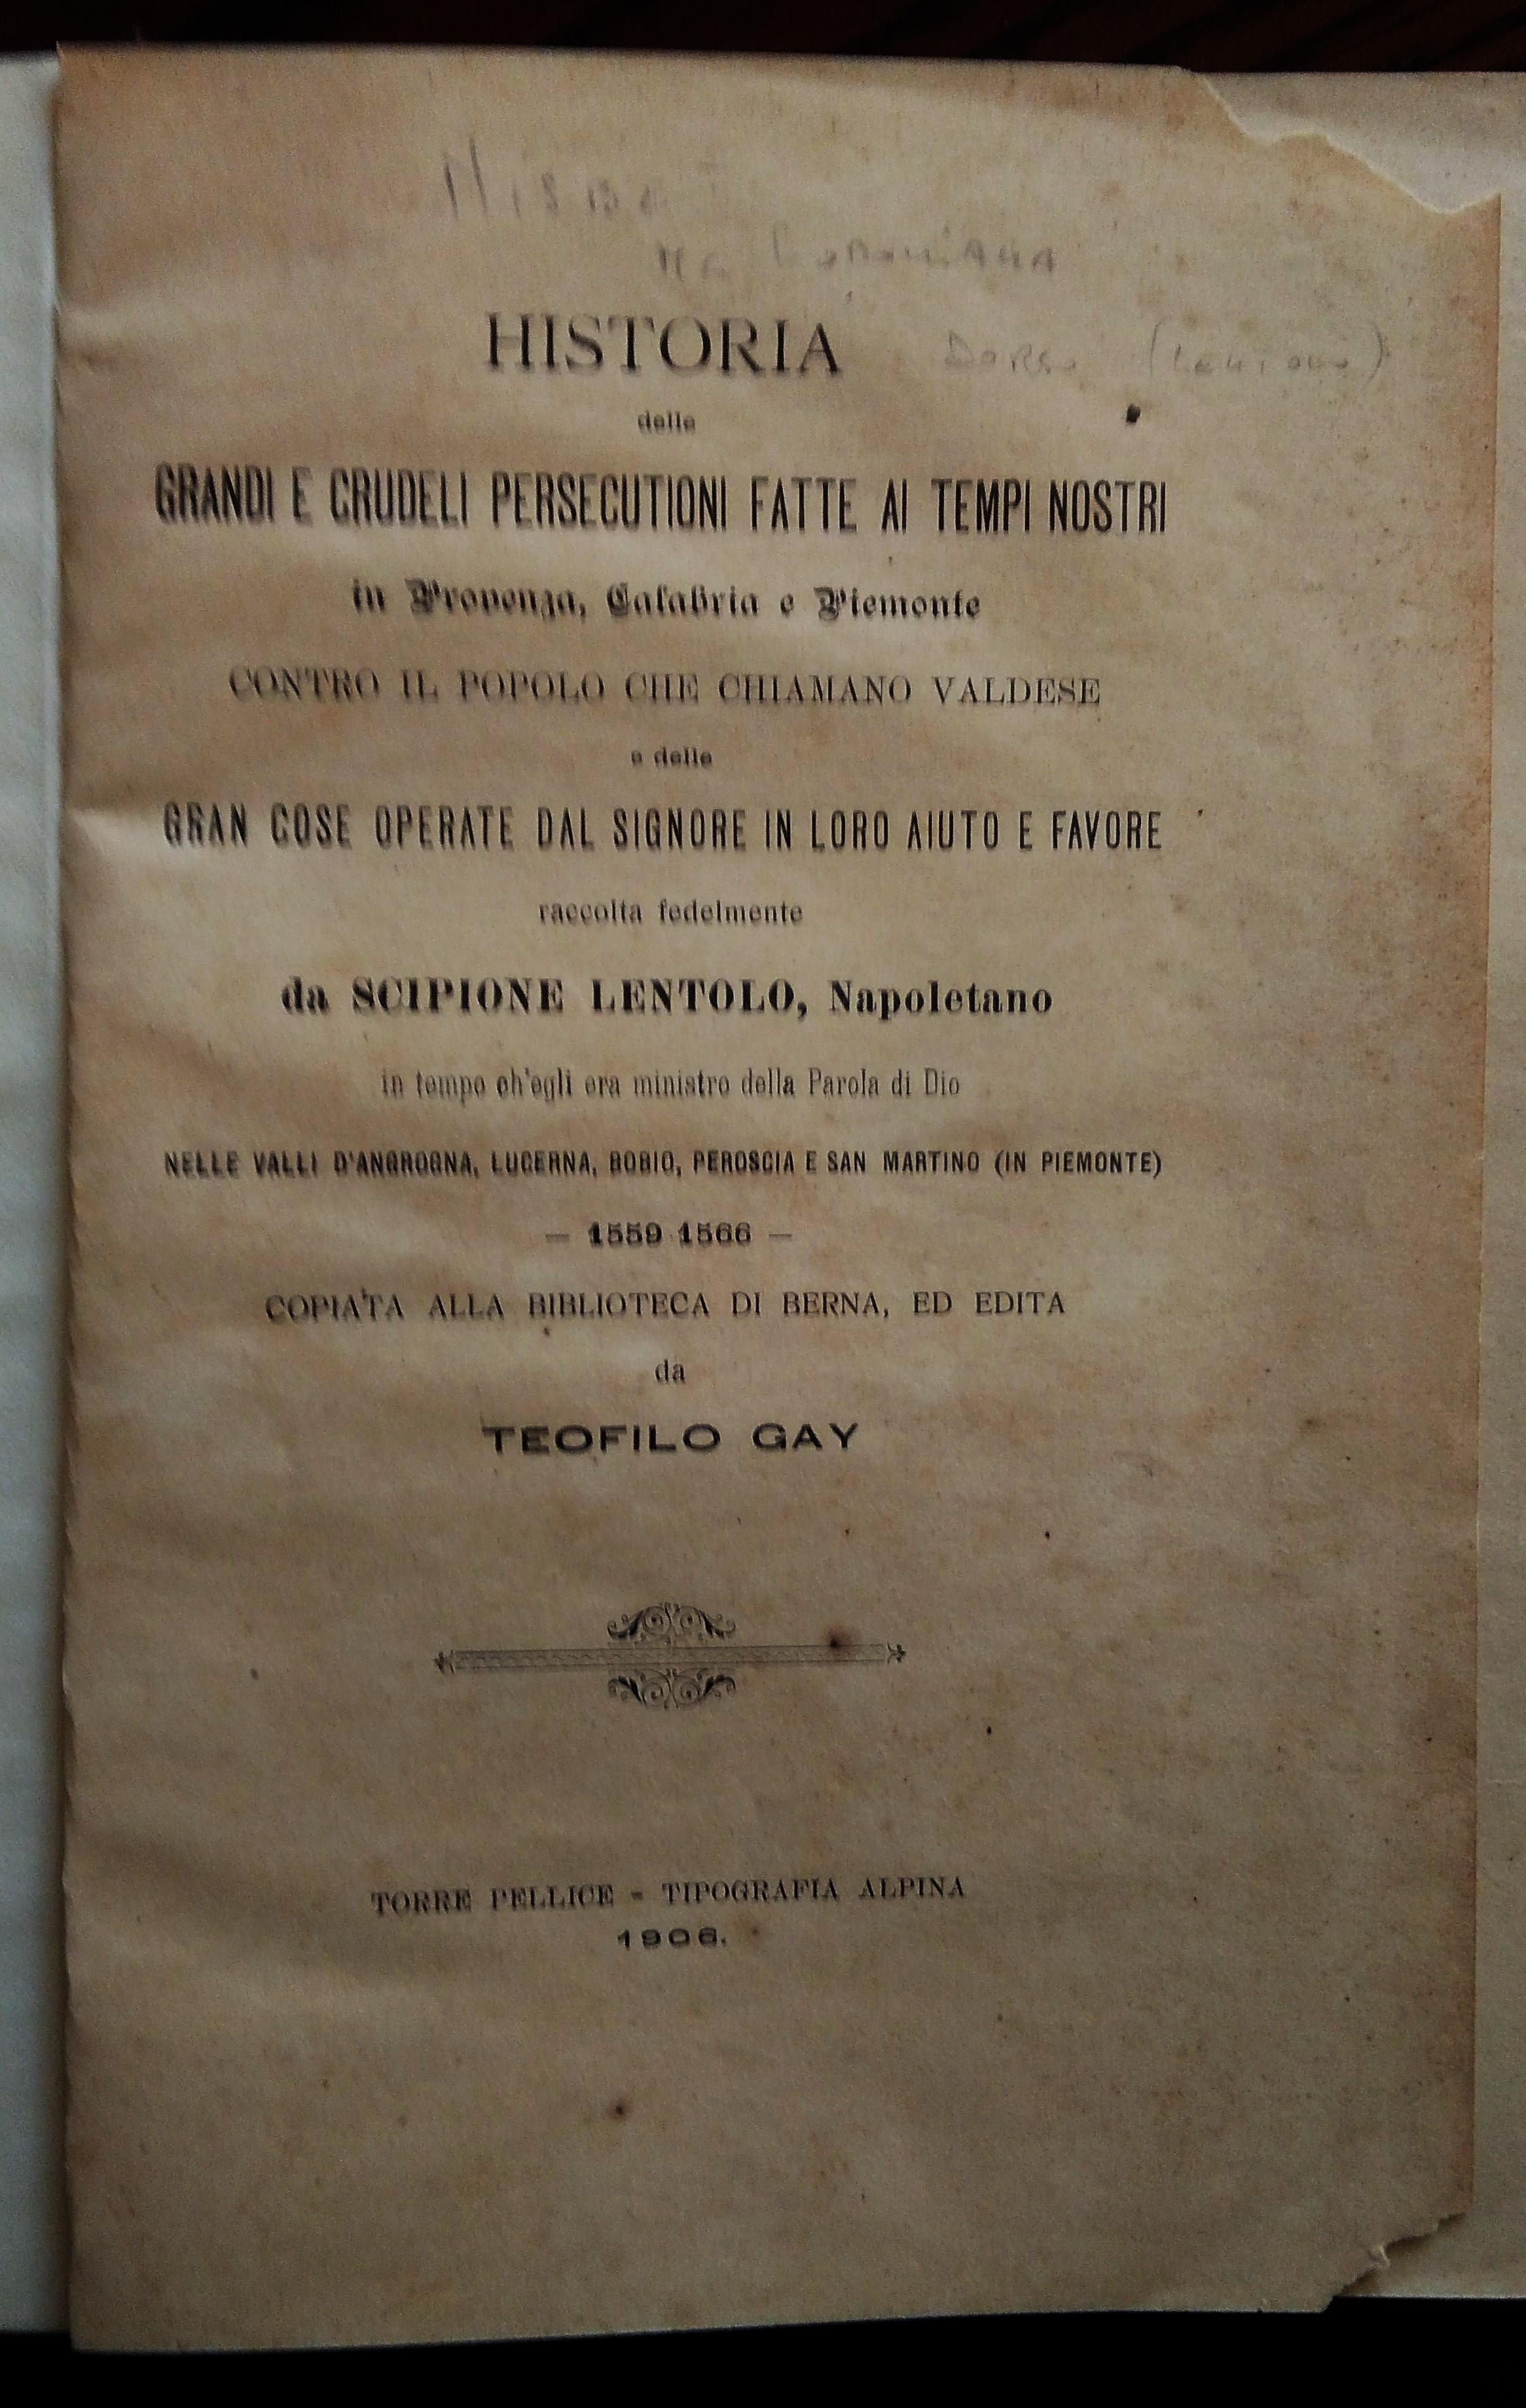 HISTORIA
delle
GRANDI E CRUDELI PERSECUTIONI FATTE AI TEMPI NOSTRI
in Provenza, Calabria e Piemonte
CONTRO IL POPOLO CHE CHIAMANO VALDESE
e delle
GRAN COSE OPERATE DAL SIGNORE IN LORO AIUTO E FAVORE
raccolta fedelmente
da SCIPIONE LENTOLO, Napoletano
in tempo ch'egli era ministro della Parola di Dio
NELLE VALLI D'ANGROGNA, LUCERNA, BOBIO, PEROSCIA E SAN MARTINO (IN PIEMONTE)
— 1559 1566 —
COPIATA ALLA BIBLIOTECA DI BERNA, ED EDITA
da
TEOFILO GAY
TORRE PELLICE - TIPOGRAFIA ALPINA
1906.